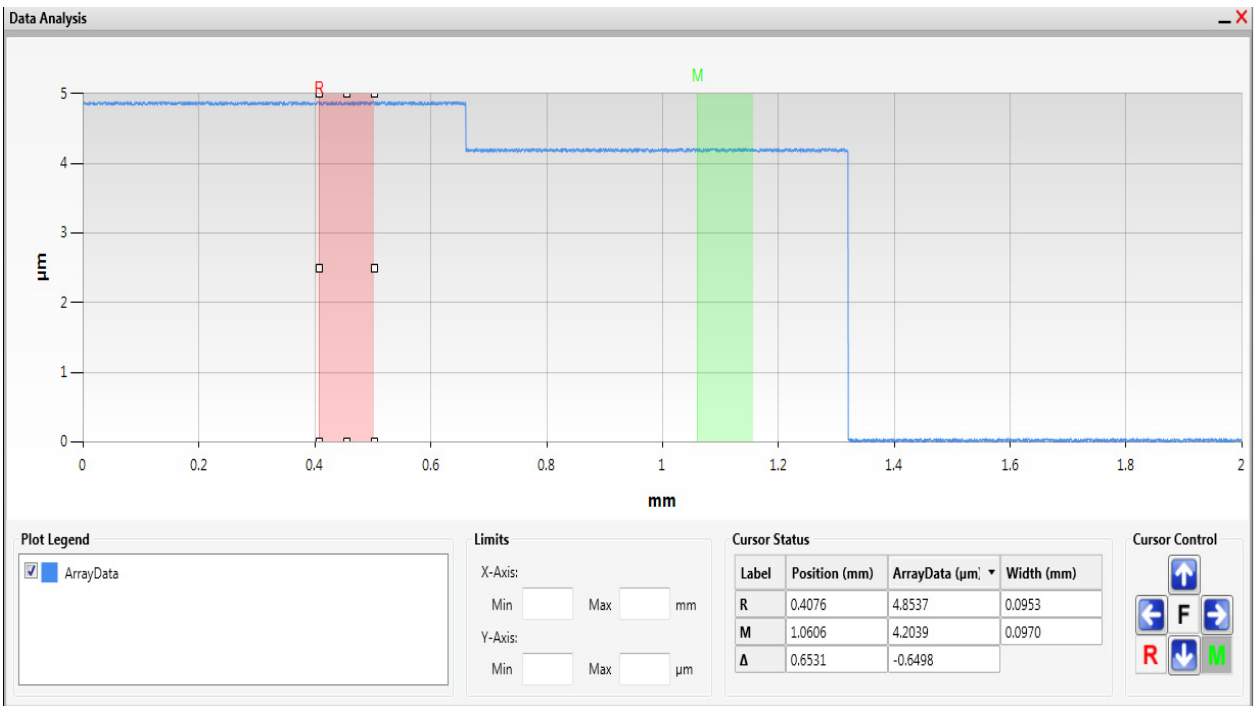 Data Analysis
R
M
5
4
3
2
1
0
µm
0 0.2 0.4 0.6 0.8 1 1.2 1.4 1.6 1.8 2
mm
Plot Legend
ArrayData
Limits
X-Axis:
Min Max mm
Y-Axis:
Min Max µm
Cursor Status
Label Position (mm) ArrayData (µm) Width (mm)
R 0.4076 4.8537 0.0953
M 1.0606 4.2039 0.0970
Δ 0.6531 -0.6498
Cursor Control
F
R M